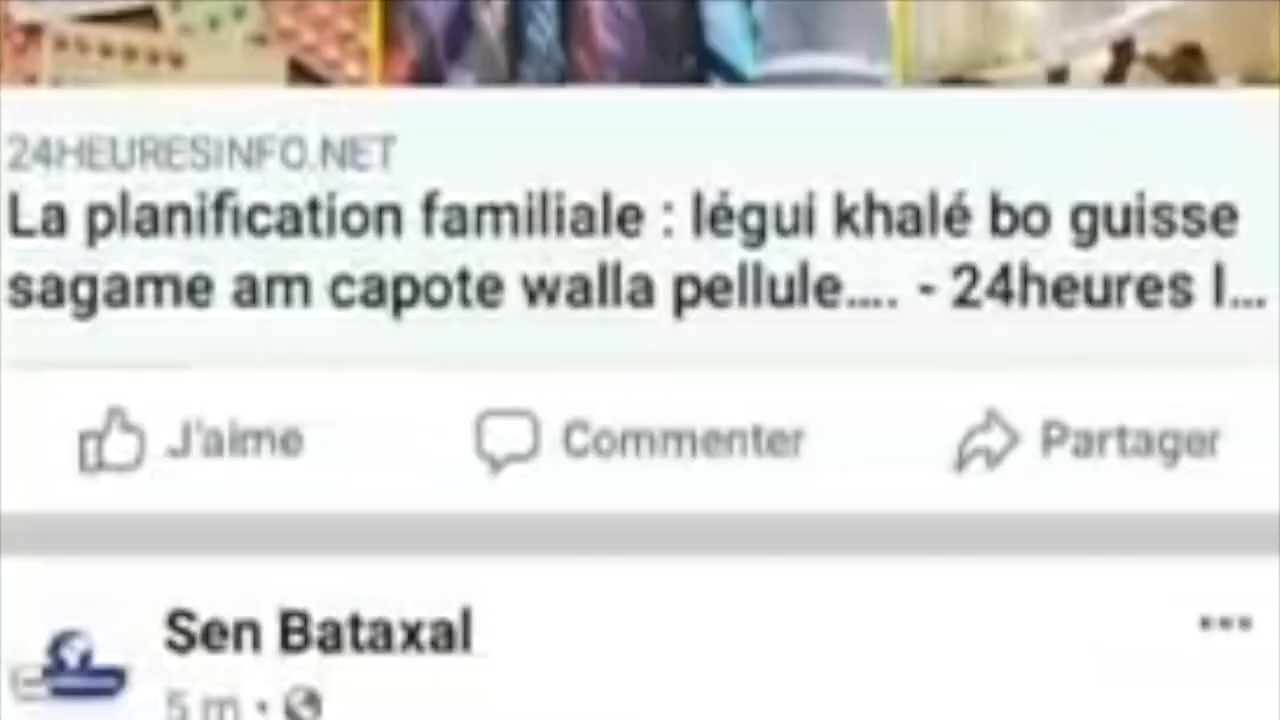 24HEURESINFO.NET
La planification familiale : légui khalé bo guisse
sagame am capote walla pellule.... - 24heures I...
J'aime
Commenter
Partager
Sen Bataxal
5 m ·